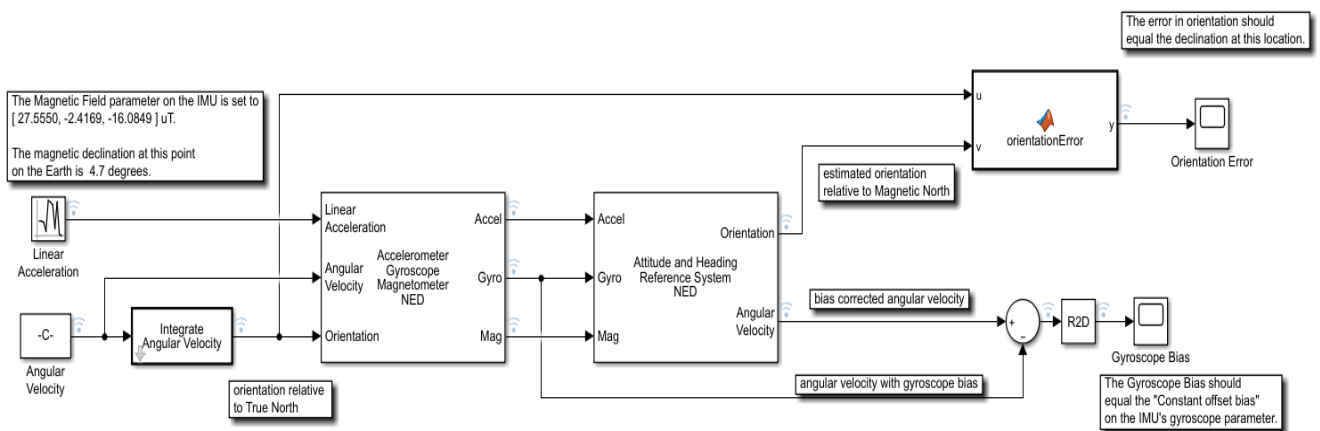 The error in orientation should
equal the declination at this location.
The Magnetic Field parameter on the IMU is set to
[ 27.5550, -2.4169, -16.0849 ] uT.
The magnetic declination at this point
on the Earth is  4.7 degrees.
u
v
y
orientationError
Orientation Error
estimated orientation
relative to Magnetic North
Linear
Acceleration
Linear
Acceleration
Angular
Velocity
Orientation
Accelerometer
Gyroscope
Magnetometer
NED
Accel
Gyro
Mag
Accel
Gyro
Mag
Attitude and Heading
Reference System
NED
Orientation
Angular
Velocity
bias corrected angular velocity
+
−
R2D
Gyroscope Bias
-C-
Angular
Velocity
Integrate
Angular Velocity
orientation relative
to True North
angular velocity with gyroscope bias
The Gyroscope Bias should
equal the "Constant offset bias"
on the IMU's gyroscope parameter.